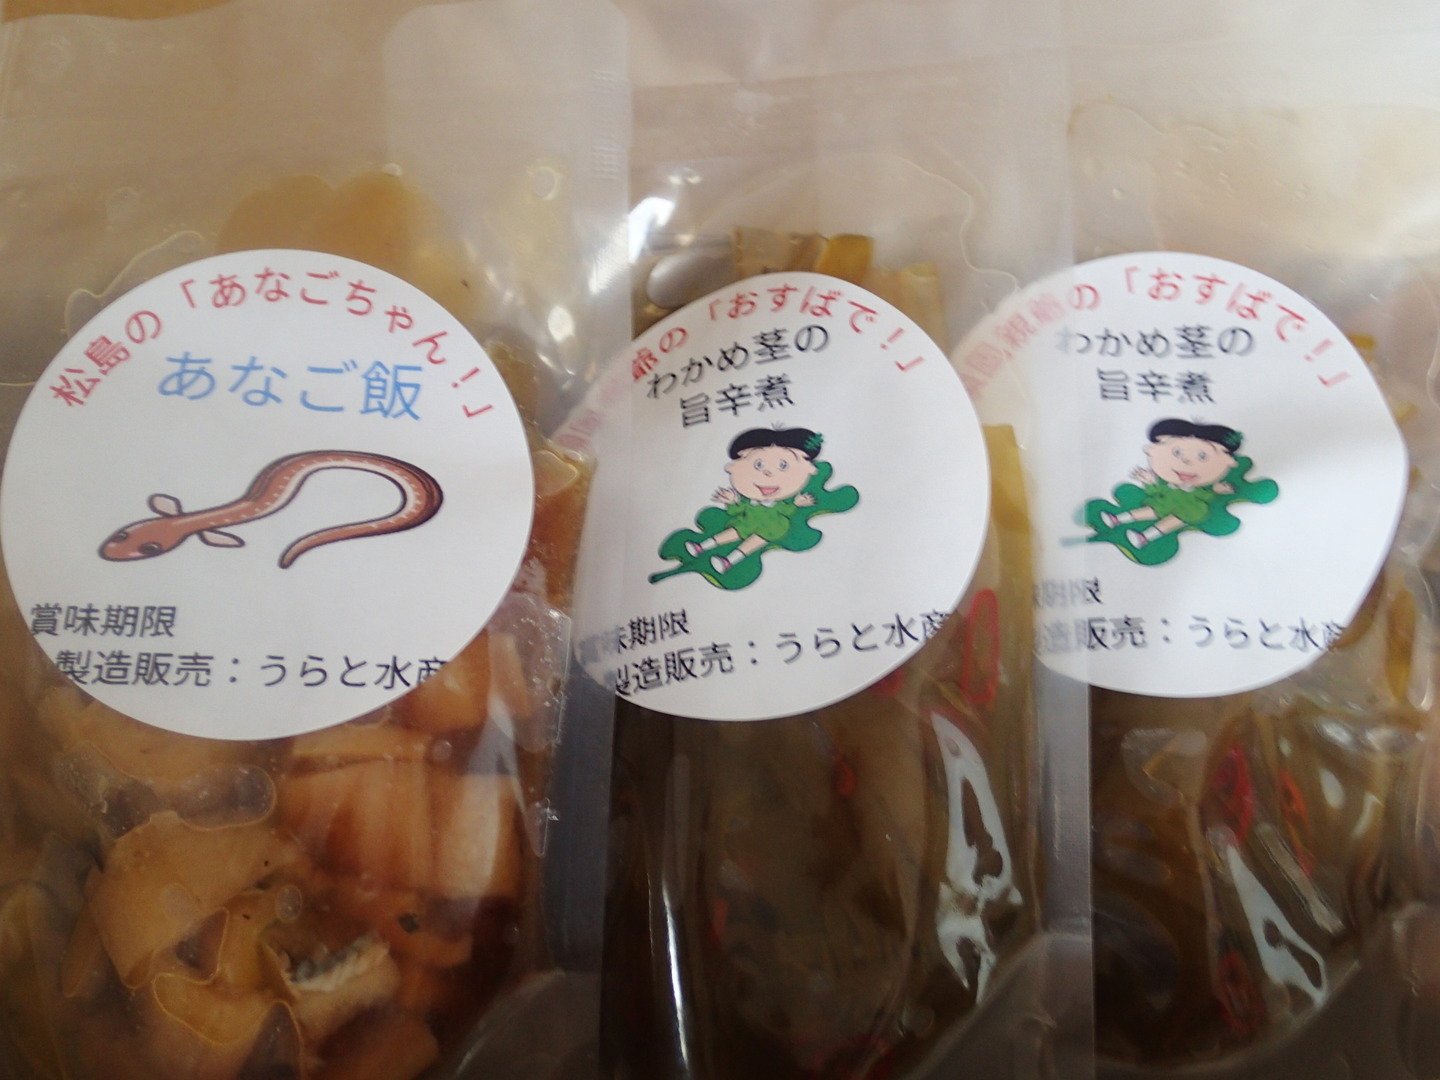 松島の「あなごちゃん！」
あなご飯
賞味期限
製造販売：うらと水産
の「おすばで！」
わかめ茎の
旨辛煮
味期限
製造販売：うらと水産
の「おすばで！」
わかめ茎の
旨辛煮
期限
造販売：うらと水産